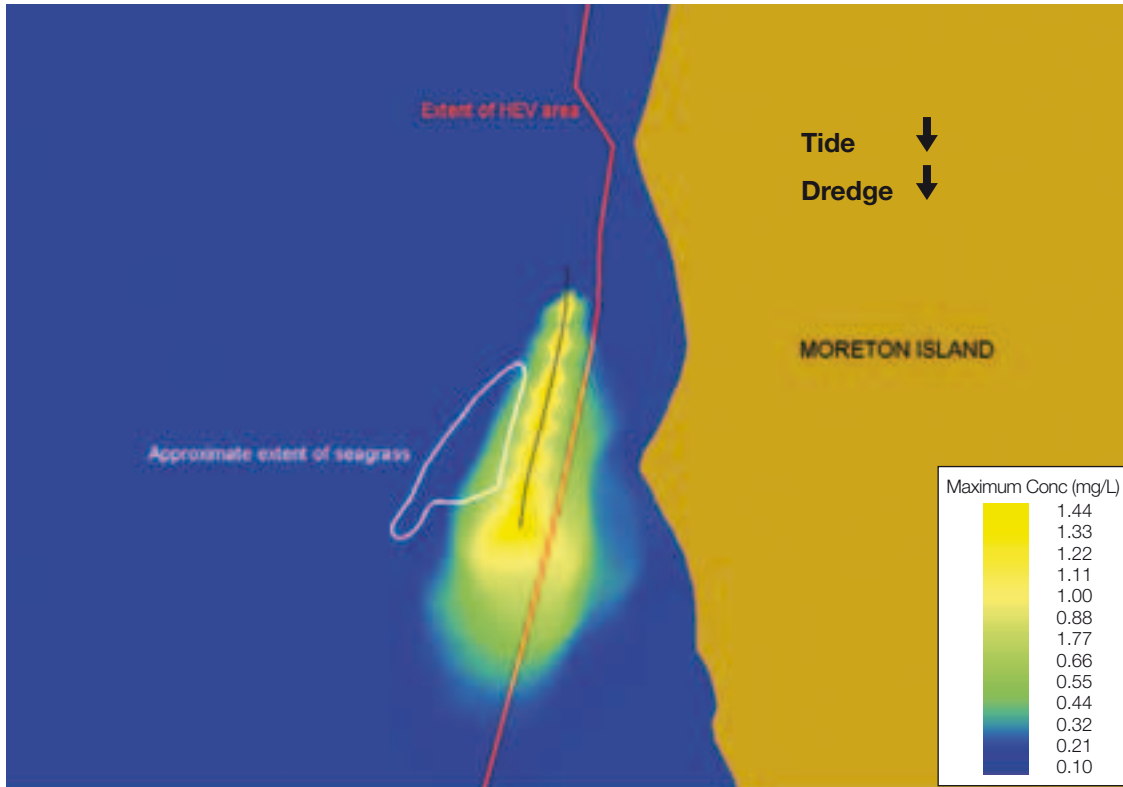 Extent of HEV area
Tide
Dredge
MORETON ISLAND
Approximate extent of seagrass
Maximum Conc (mg/L)
1.44
1.33
1.22
1.11
1.00
0.88
1.77
0.66
0.55
0.44
0.32
0.21
0.10